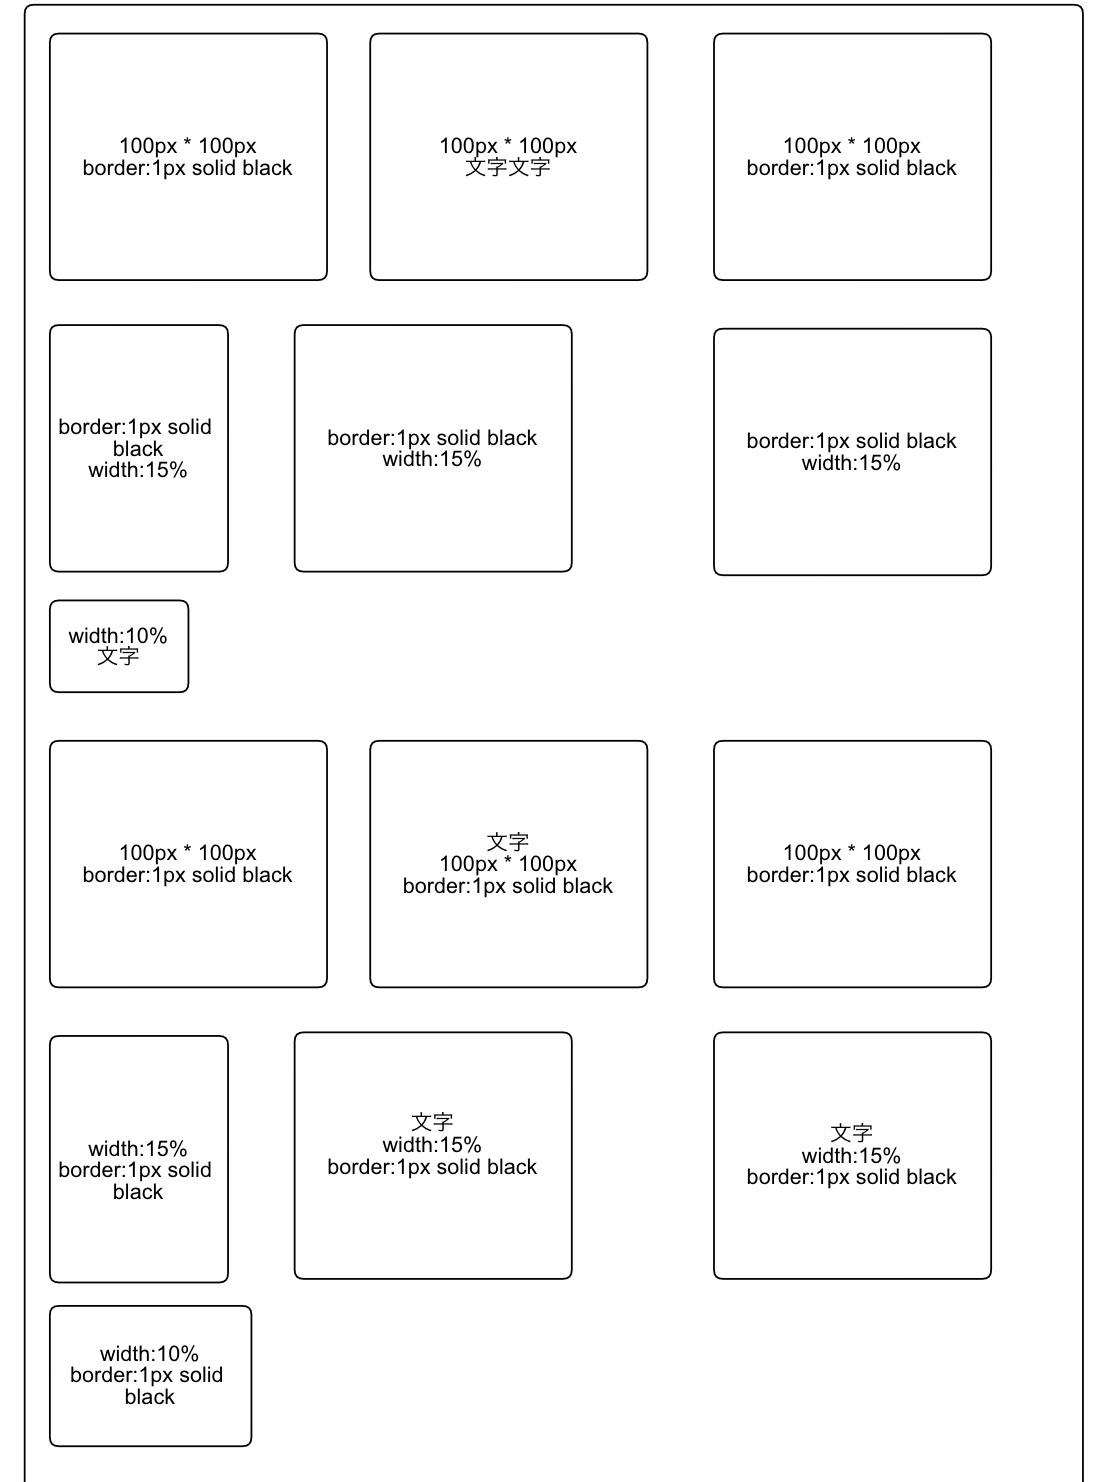 100px * 100px
border:1px solid black
100px * 100px
文字文字
100px * 100px
border:1px solid black
border:1px solid
black
width:15%
border:1px solid black
width:15%
border:1px solid black
width:15%
width:10%
文字
100px * 100px
border:1px solid black
文字
100px * 100px
border:1px solid black
100px * 100px
border:1px solid black
width:15%
border:1px solid
black
文字
width:15%
border:1px solid black
文字
width:15%
border:1px solid black
width:10%
border:1px solid
black